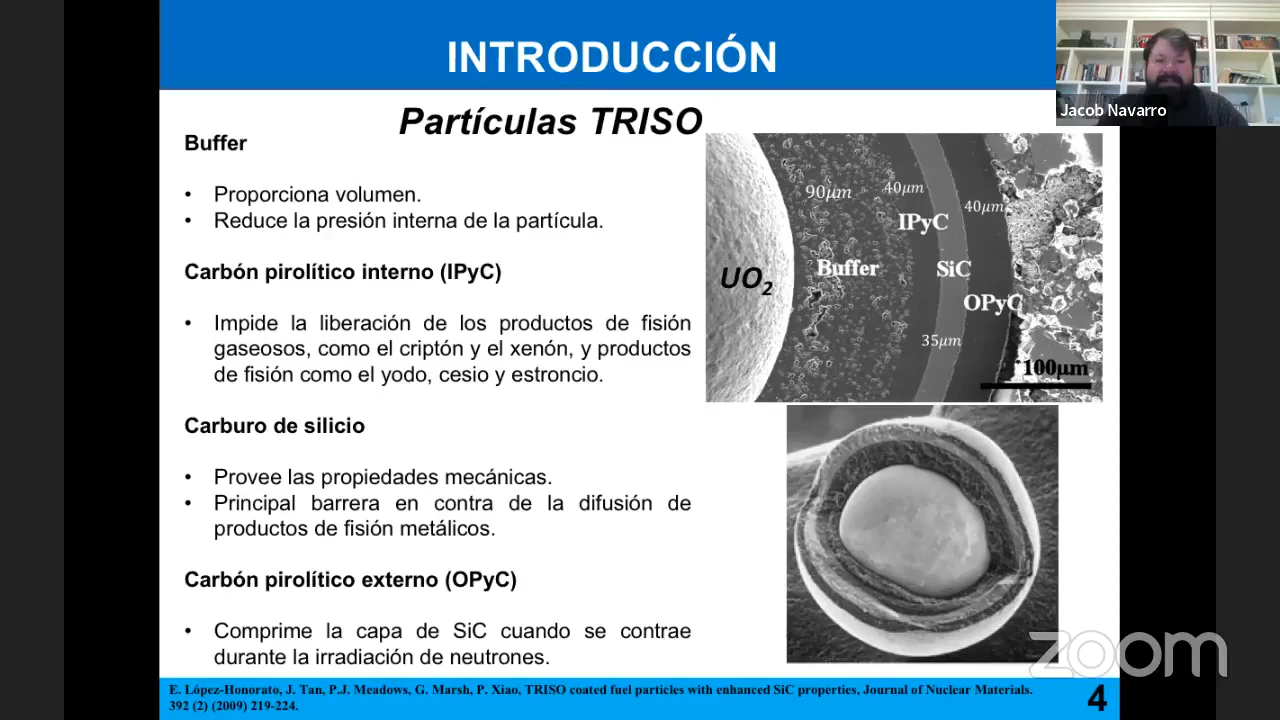 INTRODUCCIÓN
Jacob Navarro
Partículas TRISO
Buffer
• Proporciona volumen.
• Reduce la presión interna de la partícula.
Carbón pirolítico interno (IPyC)
• Impide la liberación de los productos de fisión
gaseosos, como el criptón y el xenón, y productos
de fisión como el yodo, cesio y estroncio.
Carburo de silicio
• Provee las propiedades mecánicas.
• Principal barrera en contra de la difusión de
productos de fisión metálicos.
Carbón pirolítico externo (OPyC)
• Comprime la capa de SiC cuando se contrae
durante la irradiación de neutrones.
90μm
40μm
40μm
IPyC
UO₂
Buffer
SiC
OPyC
35μm
100μm
zoom
E. López-Honorato, J. Tan, P.J. Meadows, G. Marsh, P. Xiao, TRISO coated fuel particles with enhanced SiC properties, Journal of Nuclear Materials.
392 (2) (2009) 219-224.
4